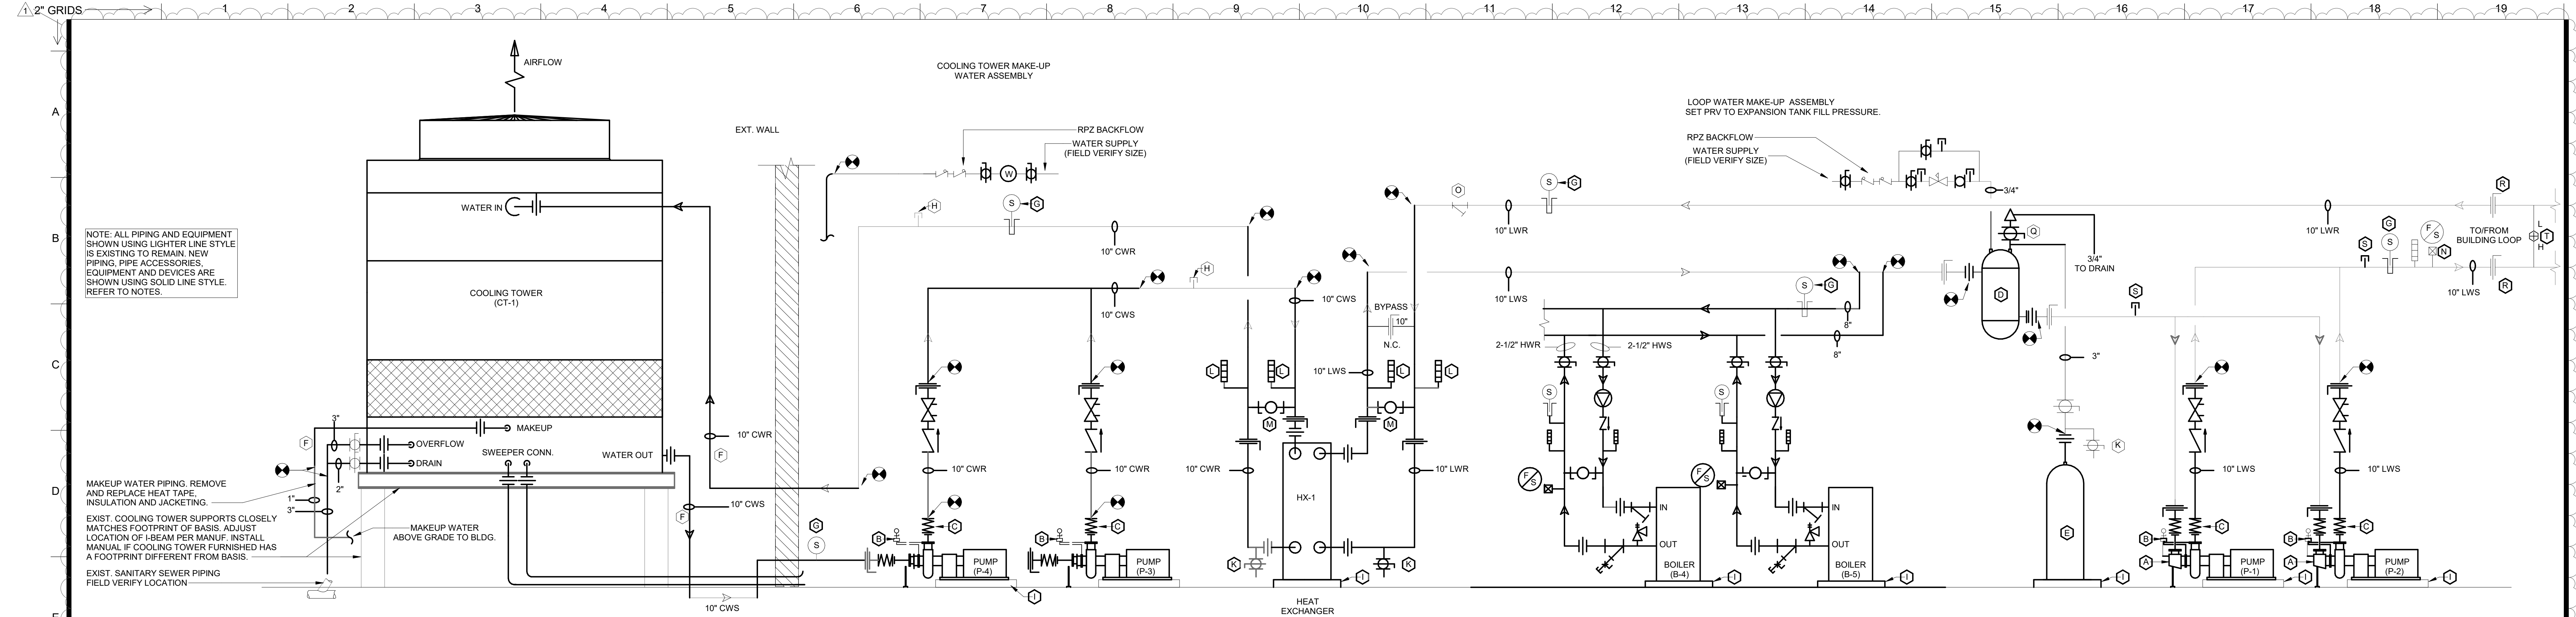 1 2" GRIDS
1 2 3 4 5 6 7 8 9 10 11 12 13 14 15 16 17 18 19
A
B
C
D
E
AIRFLOW
COOLING TOWER MAKE-UP
WATER ASSEMBLY
EXT. WALL
RPZ BACKFLOW
WATER SUPPLY
(FIELD VERIFY SIZE)
W
LOOP WATER MAKE-UP ASSEMBLY
SET PRV TO EXPANSION TANK FILL PRESSURE.
RPZ BACKFLOW
WATER SUPPLY
(FIELD VERIFY SIZE)
3/4"
WATER IN
H
S
G
10" CWR
O
S
G
10" LWR
10" LWR
R
NOTE: ALL PIPING AND EQUIPMENT
SHOWN USING LIGHTER LINE STYLE
IS EXISTING TO REMAIN. NEW
PIPING, PIPE ACCESSORIES,
EQUIPMENT AND DEVICES ARE
SHOWN USING SOLID LINE STYLE.
REFER TO NOTES.
Q
3/4"
TO DRAIN
S
G
S
F/S
N
TO/FROM
BUILDING LOOP
L
T
H
10" LWS
R
COOLING TOWER
(CT-1)
H
10" CWS
10" CWS
10" LWS
S
G
8"
8"
D
S
BYPASS
10"
N.C.
2-1/2" HWR
2-1/2" HWS
3"
L
L
10" LWS
L
L
S
S
M
M
3"
F
MAKEUP
OVERFLOW
DRAIN
2"
SWEEPER CONN.
WATER OUT
F
10" CWR
K
10" CWR
10" CWR
10" CWR
10" LWR
10" LWS
10" LWS
F/S
F/S
MAKEUP WATER PIPING. REMOVE
AND REPLACE HEAT TAPE,
INSULATION AND JACKETING.
1"
3"
HX-1
IN
OUT
IN
OUT
F
10" CWS
EXIST. COOLING TOWER SUPPORTS CLOSELY
MATCHES FOOTPRINT OF BASIS. ADJUST
LOCATION OF I-BEAM PER MANUF. INSTALL
MANUAL IF COOLING TOWER FURNISHED HAS
A FOOTPRINT DIFFERENT FROM BASIS.
MAKEUP WATER
ABOVE GRADE TO BLDG.
G
S
B
C
B
C
E
B
C
B
C
A
A
EXIST. SANITARY SEWER PIPING
FIELD VERIFY LOCATION
PUMP
(P-4)
PUMP
(P-3)
K
K
BOILER
(B-4)
BOILER
(B-5)
PUMP
(P-1)
PUMP
(P-2)
I
I
I
I
I
I
I
10" CWS
HEAT
EXCHANGER